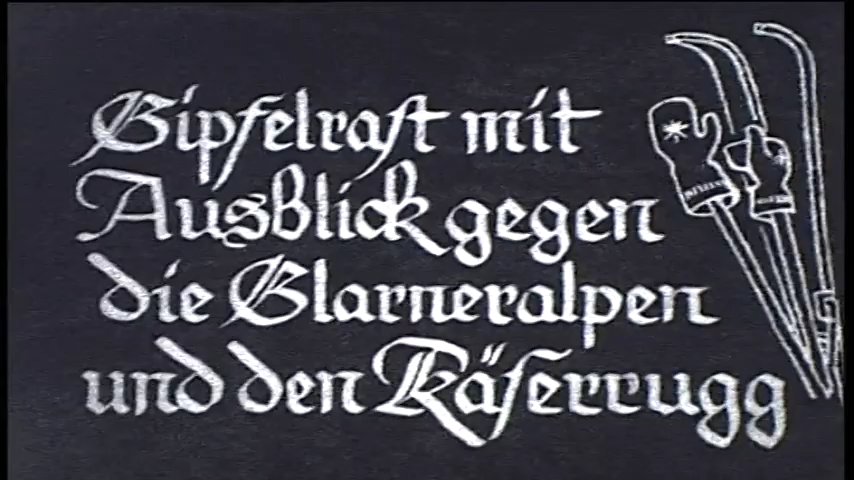 Gipfelraſt mit
Ausblick gegen
die Glarneralpen
und den Käſerrugg